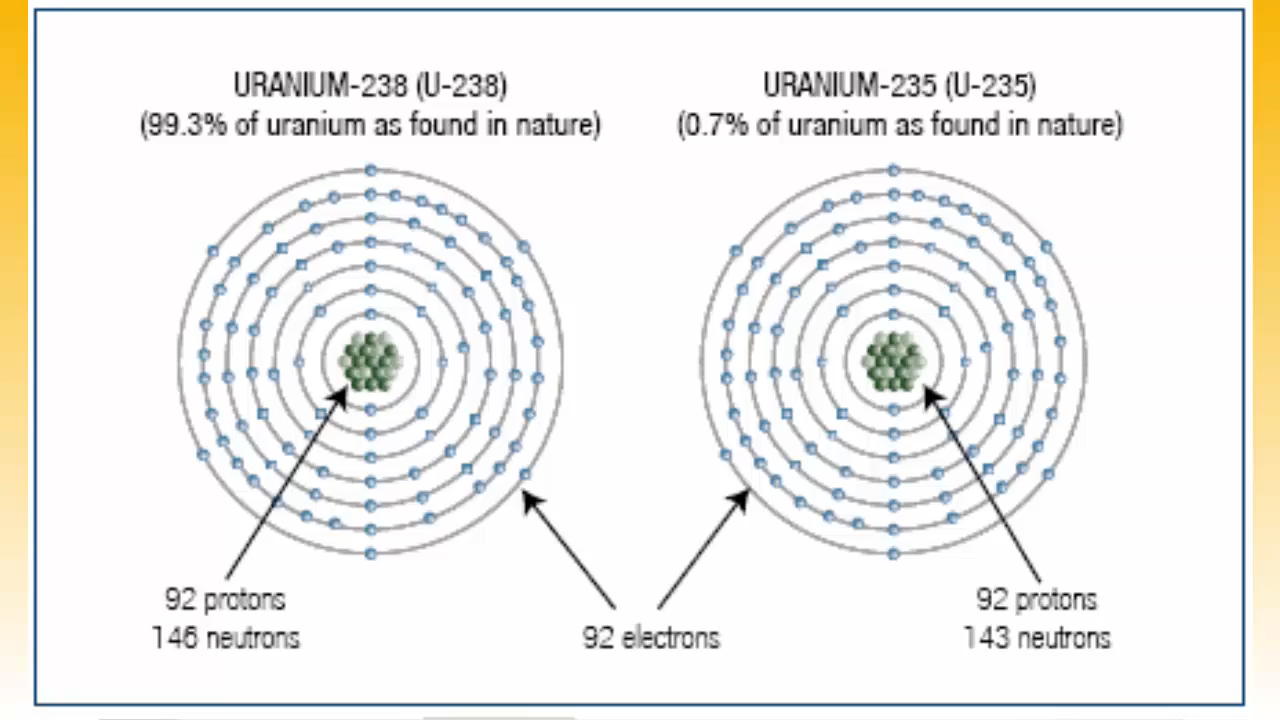 URANIUM-238 (U-238)
(99.3% of uranium as found in nature)
URANIUM-235 (U-235)
(0.7% of uranium as found in nature)
92 protons
146 neutrons
92 electrons
92 protons
143 neutrons